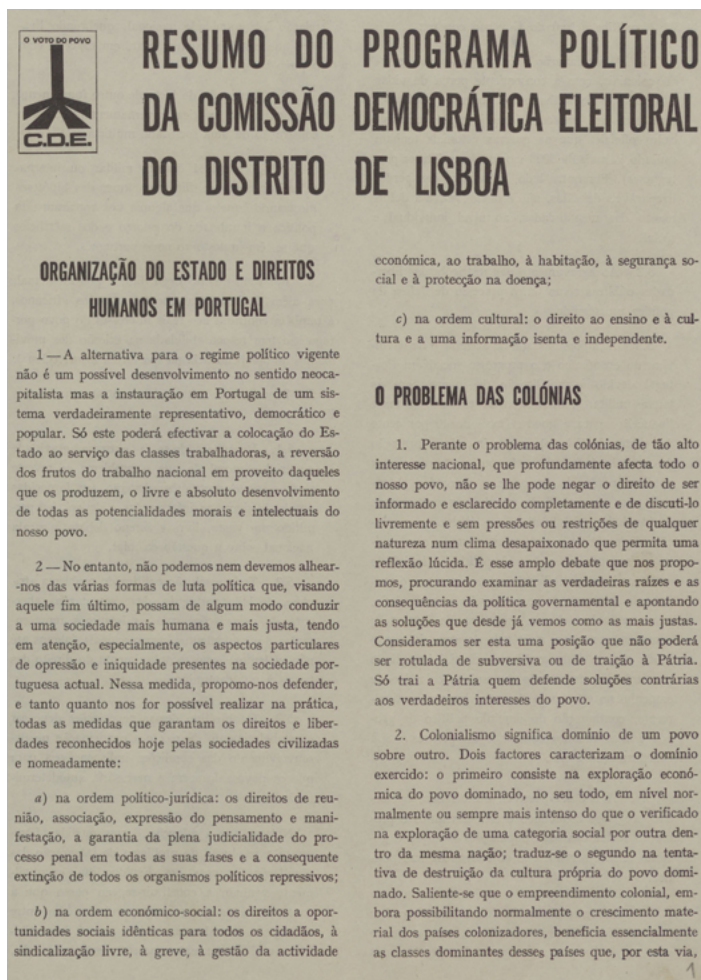 O VOTO DO POVO
C.D.E.
RESUMO DO PROGRAMA POLÍTICO
DA COMISSÃO DEMOCRÁTICA ELEITORAL
DO DISTRITO DE LISBOA
ORGANIZAÇÃO DO ESTADO E DIREITOS
HUMANOS EM PORTUGAL
1 — A alternativa para o regime político vigente
não é um possível desenvolvimento no sentido neoca-
pitalista mas a instauração em Portugal de um sis-
tema verdadeiramente representativo, democrático e
popular. Só este poderá efectivar a colocação do Es-
tado ao serviço das classes trabalhadoras, a reversão
dos frutos do trabalho nacional em proveito daqueles
que os produzem, o livre e absoluto desenvolvimento
de todas as potencialidades morais e intelectuais do
nosso povo.
2 — No entanto, não podemos nem devemos alhear-
-nos das várias formas de luta política que, visando
aquele fim último, possam de algum modo conduzir
a uma sociedade mais humana e mais justa, tendo
em atenção, especialmente, os aspectos particulares
de opressão e iniquidade presentes na sociedade por-
tuguesa actual. Nessa medida, propomo-nos defender,
e tanto quanto nos for possível realizar na prática,
todas as medidas que garantam os direitos e liber-
dades reconhecidos hoje pelas sociedades civilizadas
e nomeadamente:
a) na ordem político-jurídica: os direitos de reu-
nião, associação, expressão do pensamento e mani-
festação, a garantia da plena judicialidade do pro-
cesso penal em todas as suas fases e a consequente
extinção de todos os organismos políticos repressivos;
b) na ordem económico-social: os direitos a opor-
tunidades sociais idênticas para todos os cidadãos, à
sindicalização livre, à greve, à gestão da actividade
económica, ao trabalho, à habitação, à segurança so-
cial e à protecção na doença;
c) na ordem cultural: o direito ao ensino e à cul-
tura e a uma informação isenta e independente.
O PROBLEMA DAS COLÓNIAS
1. Perante o problema das colónias, de tão alto
interesse nacional, que profundamente afecta todo o
nosso povo, não se lhe pode negar o direito de ser
informado e esclarecido completamente e de discuti-lo
livremente e sem pressões ou restrições de qualquer
natureza num clima desapaixonado que permita uma
reflexão lúcida. É esse amplo debate que nos propo-
mos, procurando examinar as verdadeiras raízes e as
consequências da política governamental e apontando
as soluções que desde já vemos como as mais justas.
Consideramos ser esta uma posição que não poderá
ser rotulada de subversiva ou de traição à Pátria.
Só trai a Pátria quem defende soluções contrárias
aos verdadeiros interesses do povo.
2. Colonialismo significa domínio de um povo
sobre outro. Dois factores caracterizam o domínio
exercido: o primeiro consiste na exploração econó-
mica do povo dominado, no seu todo, em nível nor-
malmente ou sempre mais intenso do que o verificado
na exploração de uma categoria social por outra den-
tro da mesma nação; traduz-se o segundo na tenta-
tiva de destruição da cultura própria do povo domi-
nado. Saliente-se que o empreendimento colonial, em-
bora possibilitando normalmente o crescimento mate-
rial dos países colonizadores, beneficia essencialmente
as classes dominantes desses países que, por esta via,
1